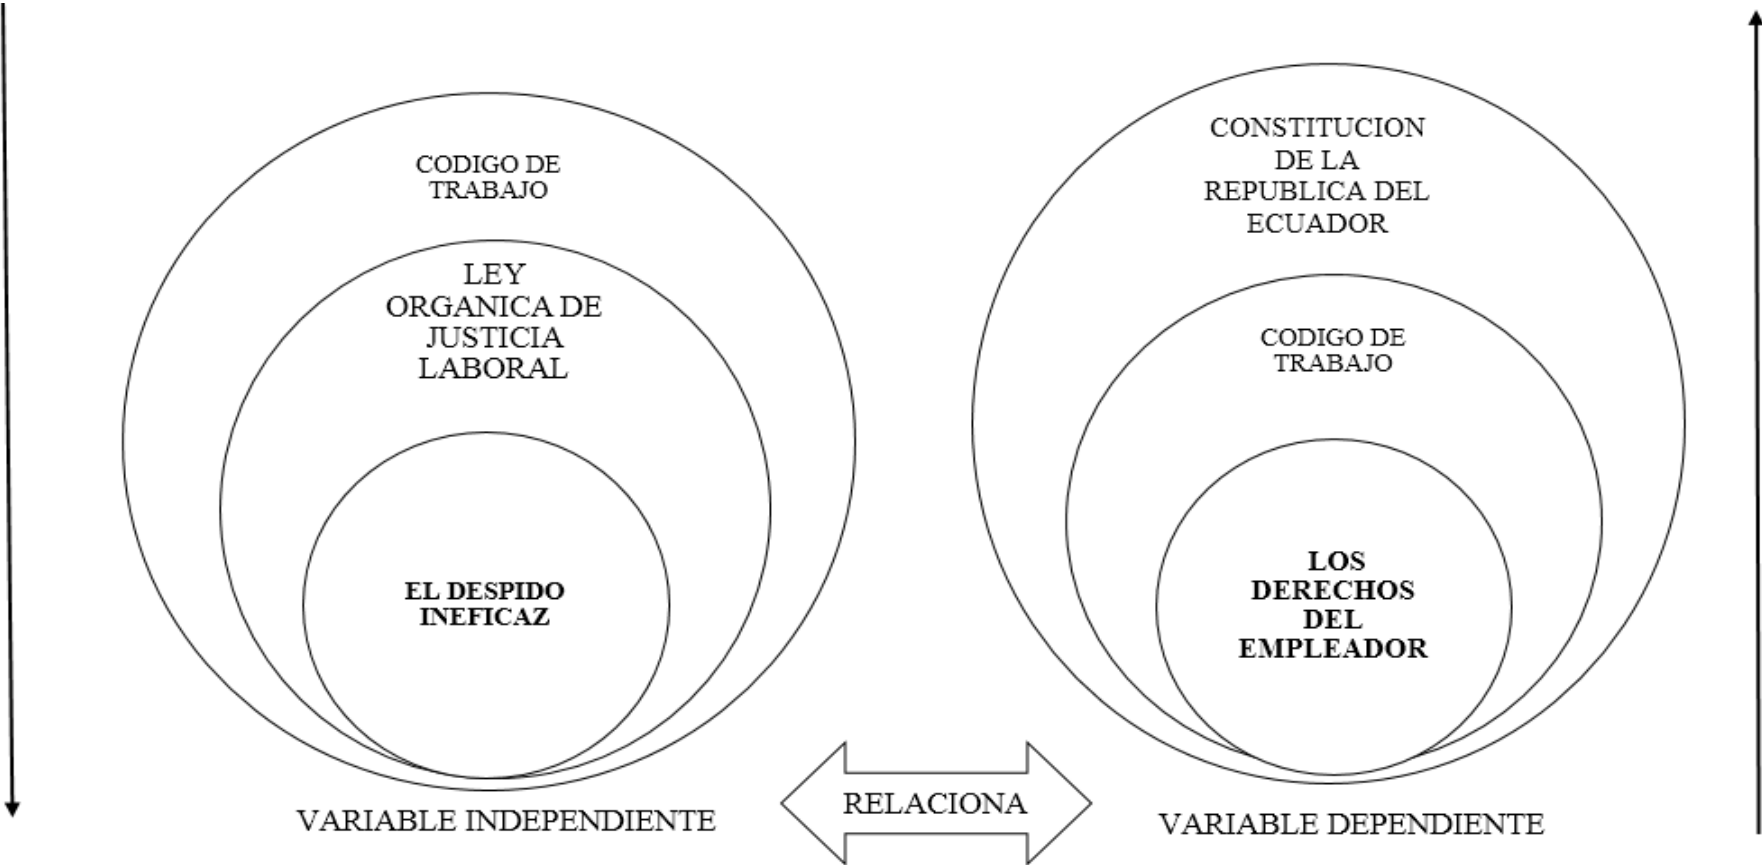 CODIGO DE
TRABAJO
LEY
ORGANICA DE
JUSTICIA
LABORAL
EL DESPIDO
INEFICAZ
VARIABLE INDEPENDIENTE
RELACIONA
CONSTITUCION
DE LA
REPUBLICA DEL
ECUADOR
CODIGO DE
TRABAJO
LOS
DERECHOS
DEL
EMPLEADOR
VARIABLE DEPENDIENTE